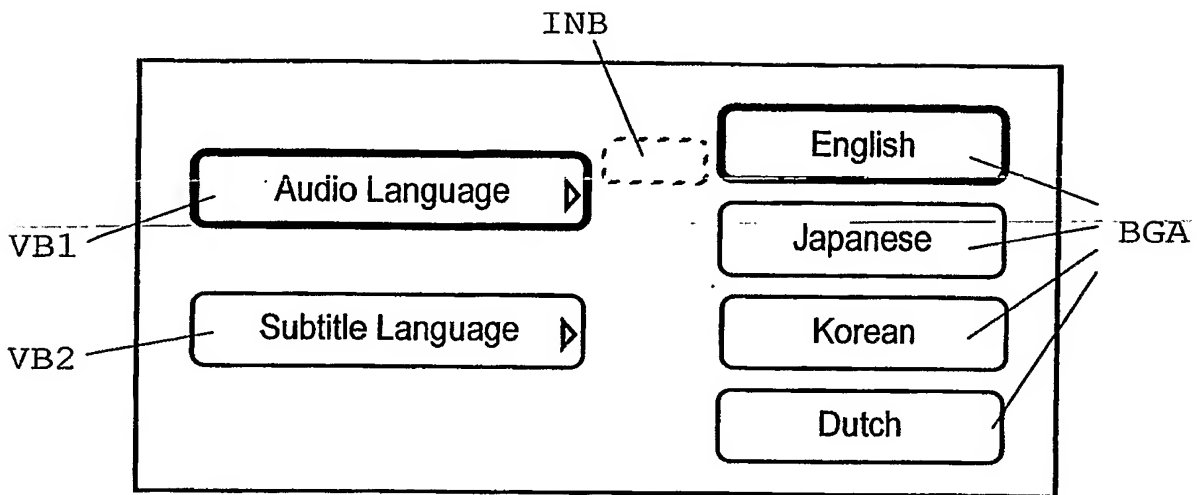 INB
English
Audio Language
Japanese
VB1
BGA
Subtitle Language
Korean
VB2
Dutch